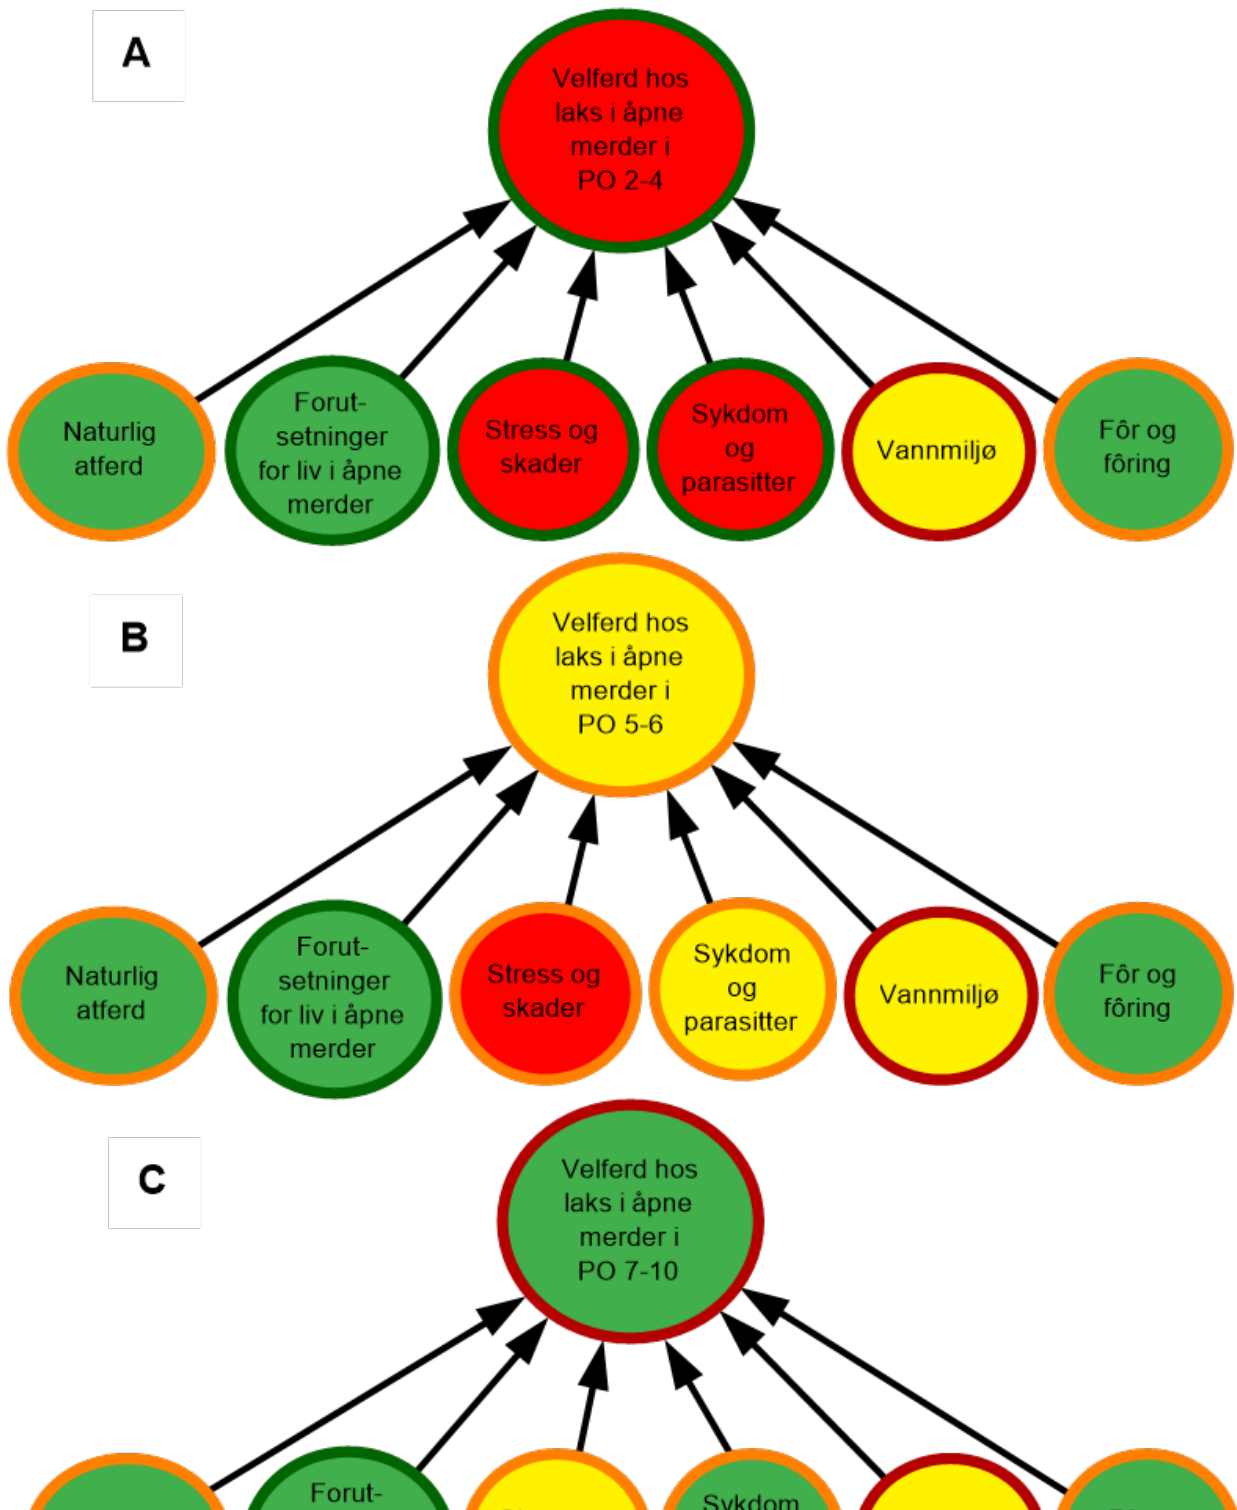 A
Velferd hos
laks i åpne
merder i
PO 2-4
Naturlig
atferd
Forut-
setninger
for liv i åpne
merder
Stress og
skader
Sykdom
og
parasitter
Vannmiljø
Fôr og
fôring
B
Velferd hos
laks i åpne
merder i
PO 5-6
Naturlig
atferd
Forut-
setninger
for liv i åpne
merder
Stress og
skader
Sykdom
og
parasitter
Vannmiljø
Fôr og
fôring
C
Velferd hos
laks i åpne
merder i
PO 7-10
Forut-
Sykdom